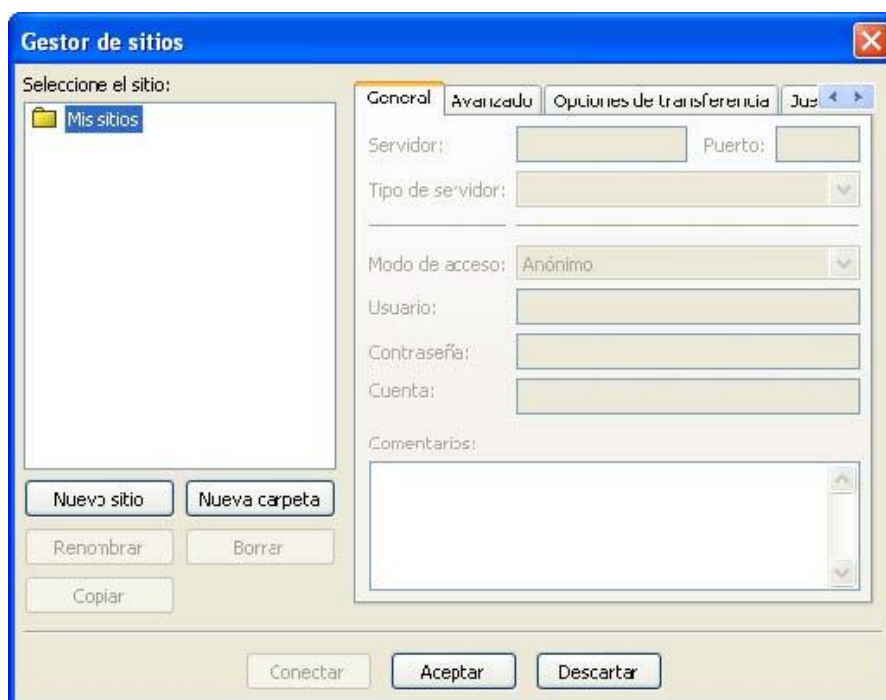 Gestor de sitios
Seleccione el sitio:
Mis sitios
General Avanzado Opciones de transferencia Jue
Servidor: Puerto:
Tipo de servidor:
Modo de acceso: Anónimo
Usuario:
Contraseña:
Cuenta:
Comentarios:
Nuevo sitio Nueva carpeta
Renombrar Borrar
Copiar
Conectar Aceptar Descartar